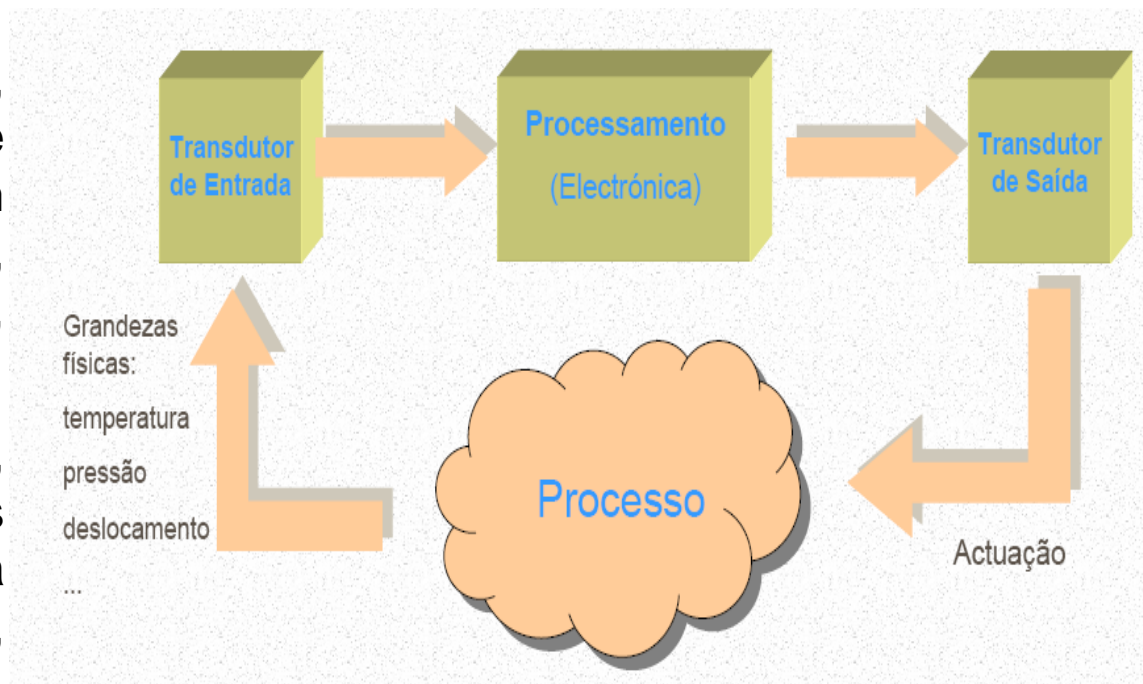 Transdutor
de Entrada
Processamento
(Electrónica)
Transdutor
de Saída
Grandezas
físicas:
temperatura
pressão
deslocamento
...
Processo
Actuação